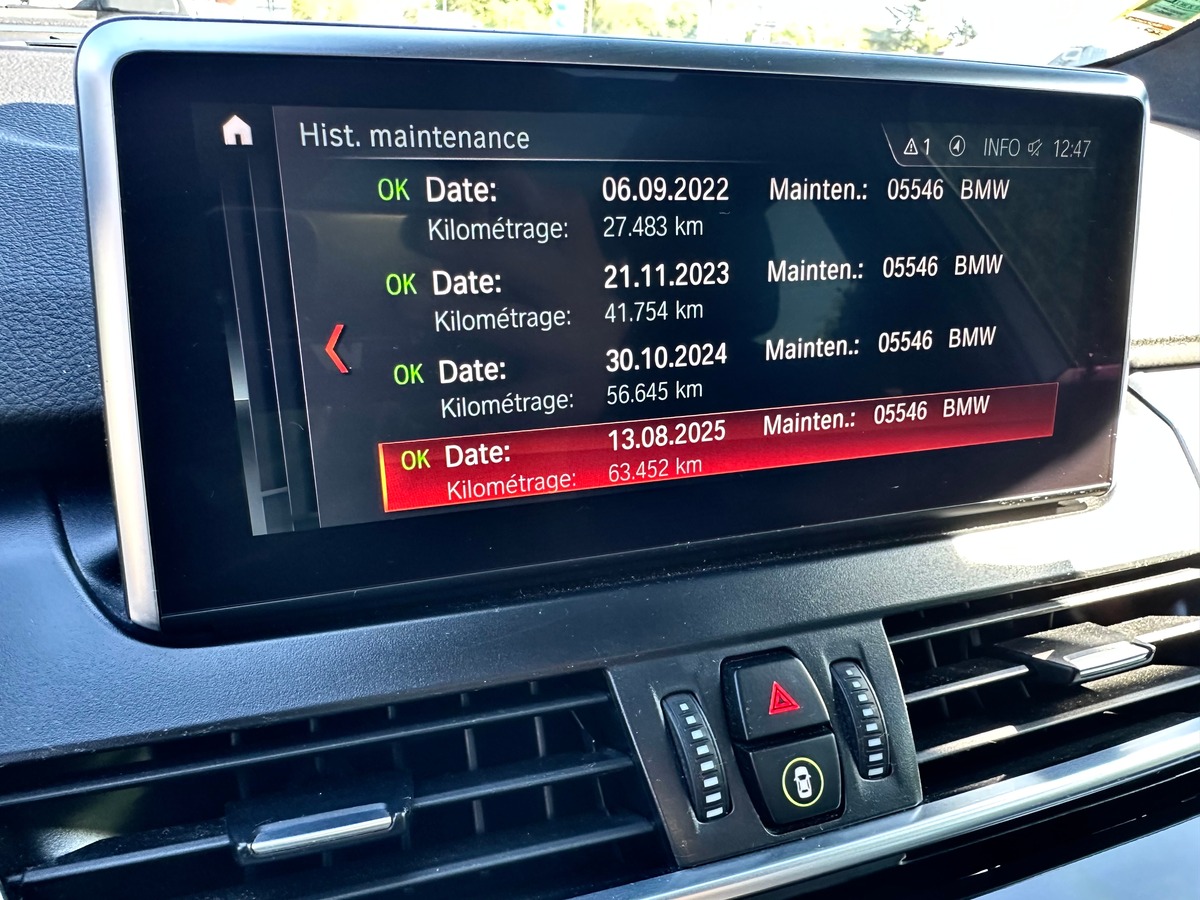 Hist. maintenance 1 INFO 12:47
OK Date: 06.09.2022 Mainten.: 05546 BMW
Kilométrage: 27.483 km
OK Date: 21.11.2023 Mainten.: 05546 BMW
Kilométrage: 41.754 km
OK Date: 30.10.2024 Mainten.: 05546 BMW
Kilométrage: 56.645 km
OK Date: 13.08.2025 Mainten.: 05546 BMW
Kilométrage: 63.452 km